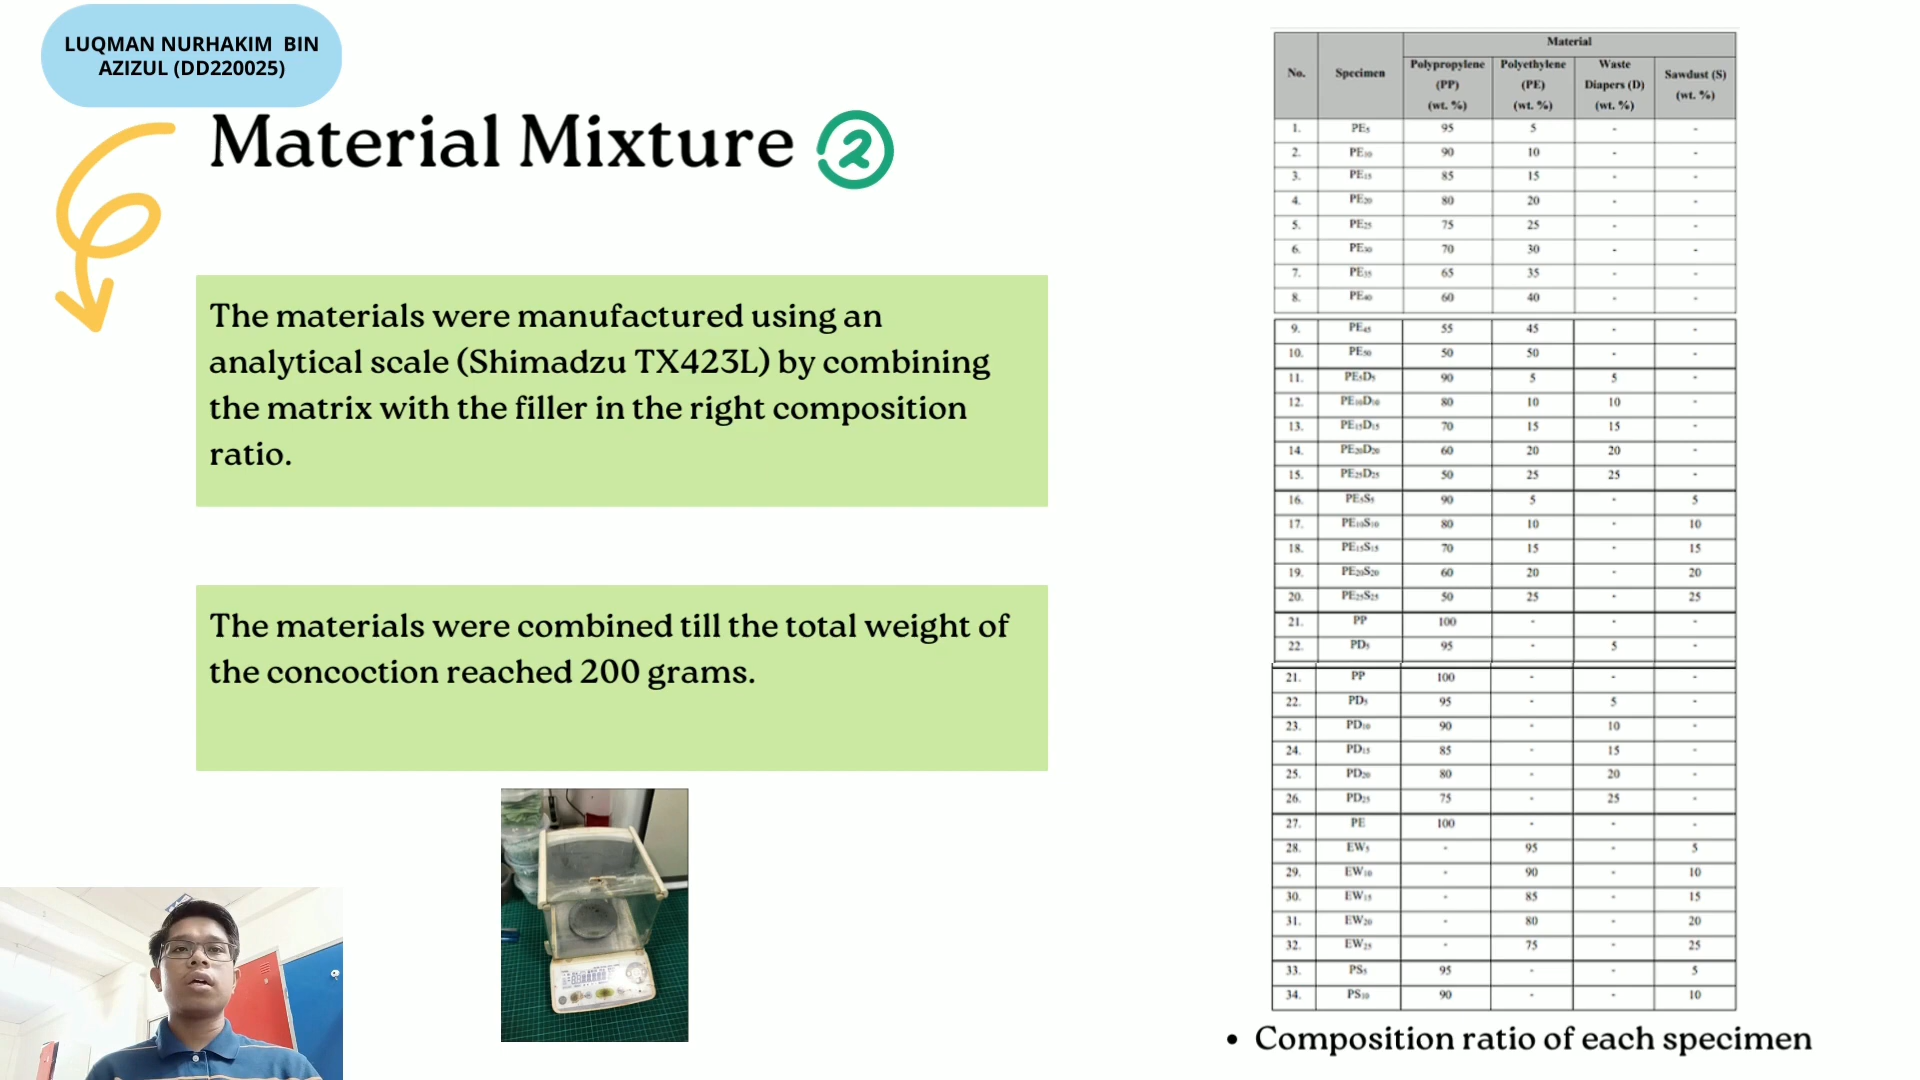 LUQMAN NURHAKIM BIN
AZIZUL (DD220025)
Material Mixture 2
The materials were manufactured using an
analytical scale (Shimadzu TX423L) by combining
the matrix with the filler in the right composition
ratio.
The materials were combined till the total weight of
the concoction reached 200 grams.
No. Specimen Material
Polypropylene (PP) (wt. %) Polyethylene (PE) (wt. %) Waste Diapers (D) (wt. %) Sawdust (S) (wt. %)
1. PE₅ 95 5 - -
2. PE₁₀ 90 10 - -
3. PE₁₅ 85 15 - -
4. PE₂₀ 80 20 - -
5. PE₂₅ 75 25 - -
6. PE₃₀ 70 30 - -
7. PE₃₅ 65 35 - -
8. PE₄₀ 60 40 - -
9. PE₄₅ 55 45 - -
10. PE₅₀ 50 50 - -
11. PE₅D₅ 90 5 5 -
12. PE₁₀D₁₀ 80 10 10 -
13. PE₁₅D₁₅ 70 15 15 -
14. PE₂₀D₂₀ 60 20 20 -
15. PE₂₅D₂₅ 50 25 25 -
16. PE₅S₅ 90 5 - 5
17. PE₁₀S₁₀ 80 10 - 10
18. PE₁₅S₁₅ 70 15 - 15
19. PE₂₀S₂₀ 60 20 - 20
20. PE₂₅S₂₅ 50 25 - 25
21. PP 100 - - -
22. PD₅ 95 - 5 -
21. PP 100 - - -
22. PD₅ 95 - 5 -
23. PD₁₀ 90 - 10 -
24. PD₁₅ 85 - 15 -
25. PD₂₀ 80 - 20 -
26. PD₂₅ 75 - 25 -
27. PE 100 - - -
28. EW₅ - 95 - 5
29. EW₁₀ - 90 - 10
30. EW₁₅ - 85 - 15
31. EW₂₀ - 80 - 20
32. EW₂₅ - 75 - 25
33. PS₅ 95 - - 5
34. PS₁₀ 90 - - 10
• Composition ratio of each specimen